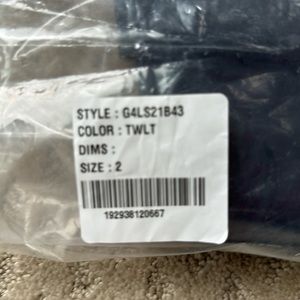 STYLE : G4LS21B43
COLOR : TWLT
DIMS :
SIZE : 2
192938120667